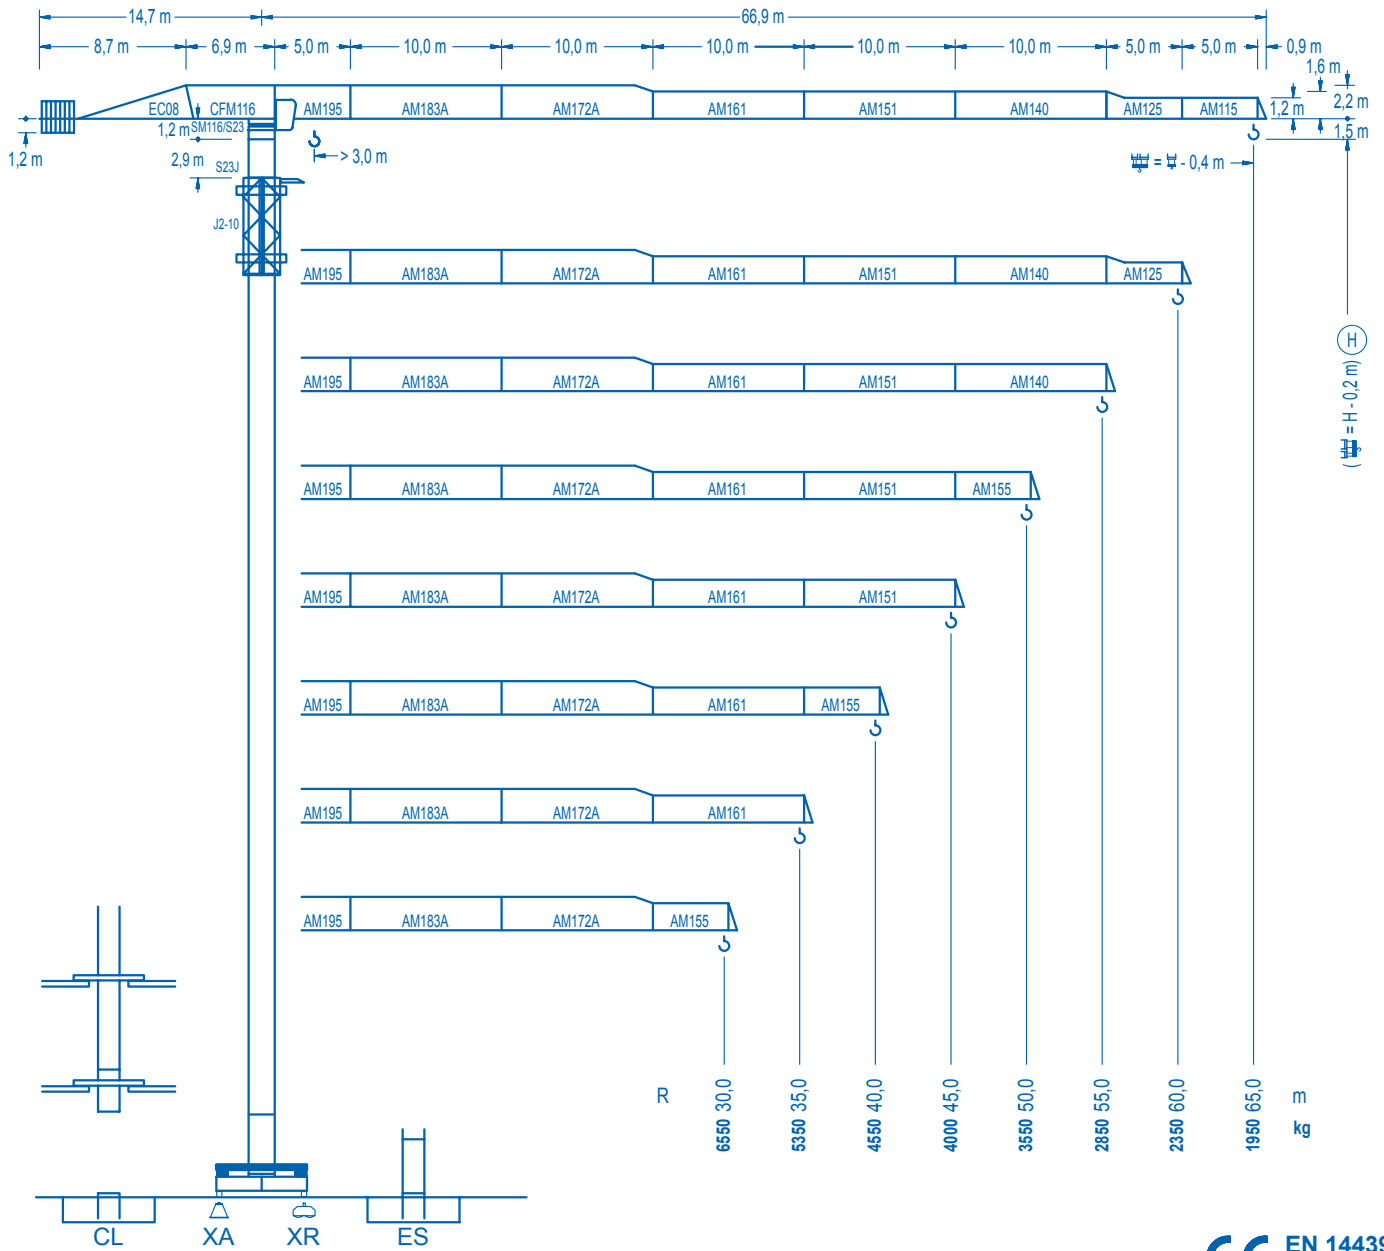 14,7 m 66,9 m
8,7 m 6,9 m 5,0 m 10,0 m 10,0 m 10,0 m 10,0 m 10,0 m 5,0 m 5,0 m 0,9 m
1,6 m
EC08 CFM116 AM195 AM183A AM172A AM161 AM151 AM140 AM125 AM115 1,2 m 2,2 m
1,2 m SM116/S23 1,5 m
1,2 m 2,9 m S23J > 3,0 m = - 0,4 m
J2-10
AM195 AM183A AM172A AM161 AM151 AM140 AM125
H
( = H - 0,2 m)
AM195 AM183A AM172A AM161 AM151 AM140
AM195 AM183A AM172A AM161 AM151 AM155
AM195 AM183A AM172A AM161 AM151
AM195 AM183A AM172A AM161 AM155
AM195 AM183A AM172A AM161
AM195 AM183A AM172A AM155
R 30,0 35,0 40,0 45,0 50,0 55,0 60,0 65,0 m
6550 5350 4550 4000 3550 2850 2350 1950 kg
CL XA XR ES
CE EN 14439